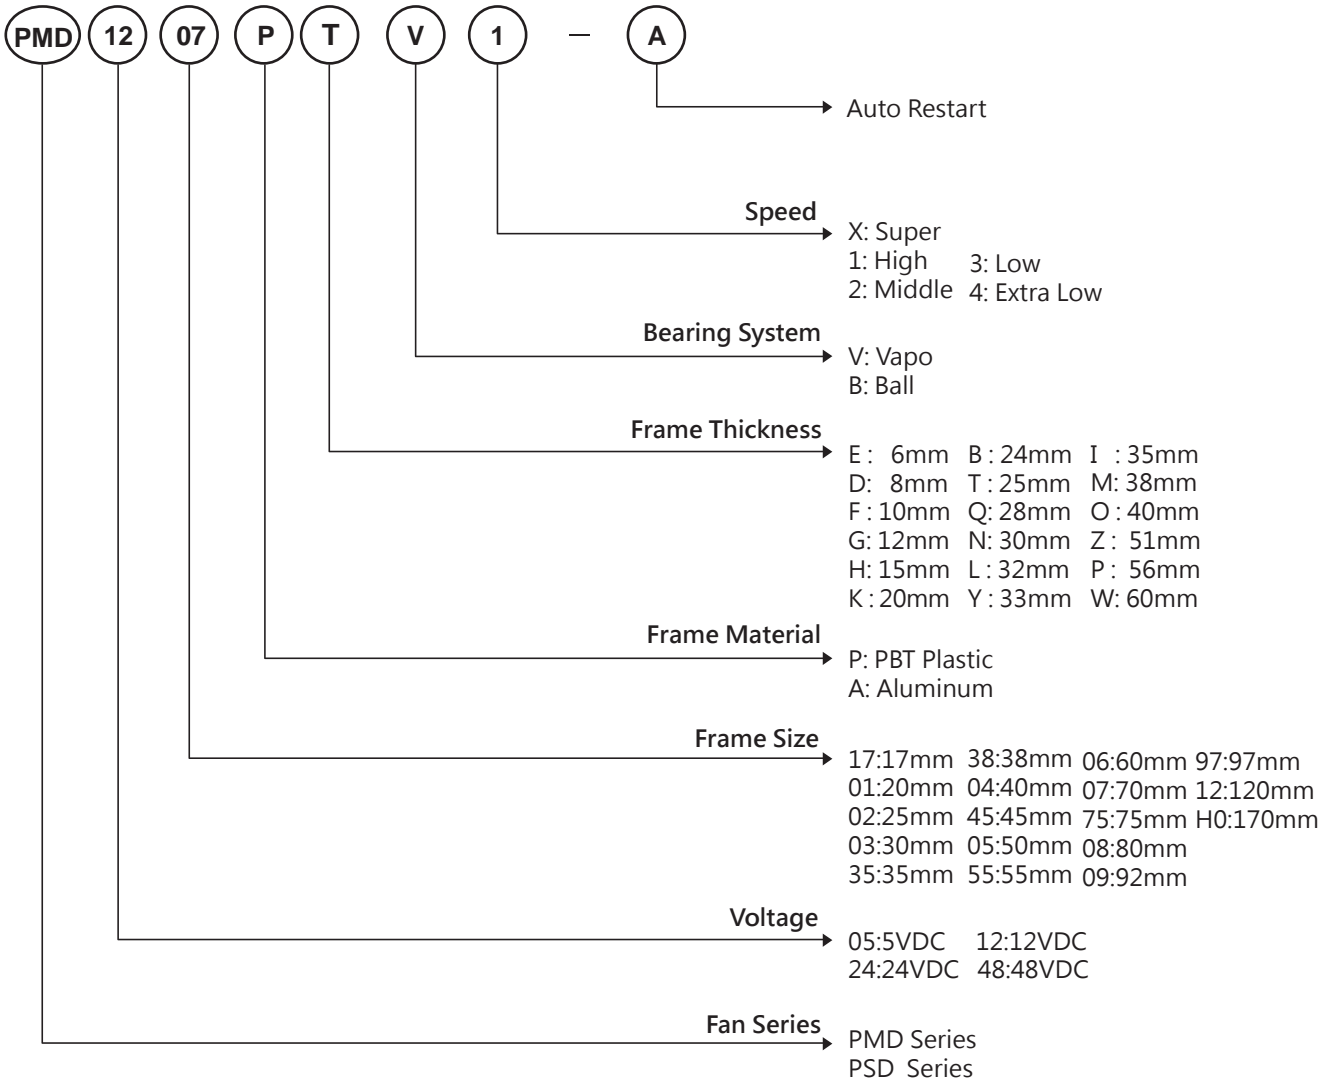 PMD 12 07 P T V 1 – A
Auto Restart
Speed
X: Super
1: High 3: Low
2: Middle 4: Extra Low
Bearing System
V: Vapo
B: Ball
Frame Thickness
E : 6mm B : 24mm I : 35mm
D: 8mm T : 25mm M: 38mm
F : 10mm Q: 28mm O : 40mm
G: 12mm N: 30mm Z : 51mm
H: 15mm L : 32mm P : 56mm
K : 20mm Y : 33mm W: 60mm
Frame Material
P: PBT Plastic
A: Aluminum
Frame Size
17:17mm 38:38mm 06:60mm 97:97mm
01:20mm 04:40mm 07:70mm 12:120mm
02:25mm 45:45mm 75:75mm H0:170mm
03:30mm 05:50mm 08:80mm
35:35mm 55:55mm 09:92mm
Voltage
05:5VDC 12:12VDC
24:24VDC 48:48VDC
Fan Series
PMD Series
PSD Series